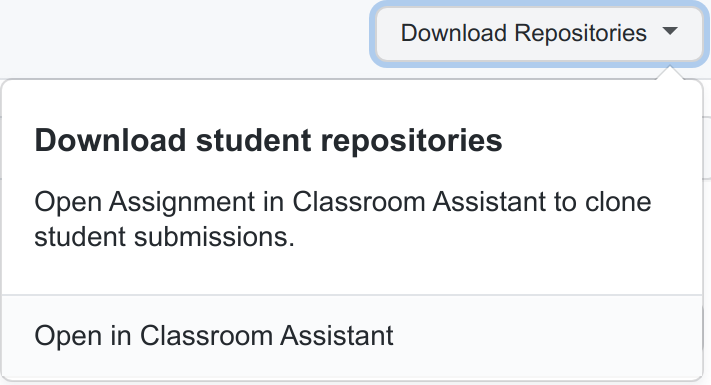 Download Repositories
Download student repositories
Open Assignment in Classroom Assistant to clone
student submissions.
Open in Classroom Assistant